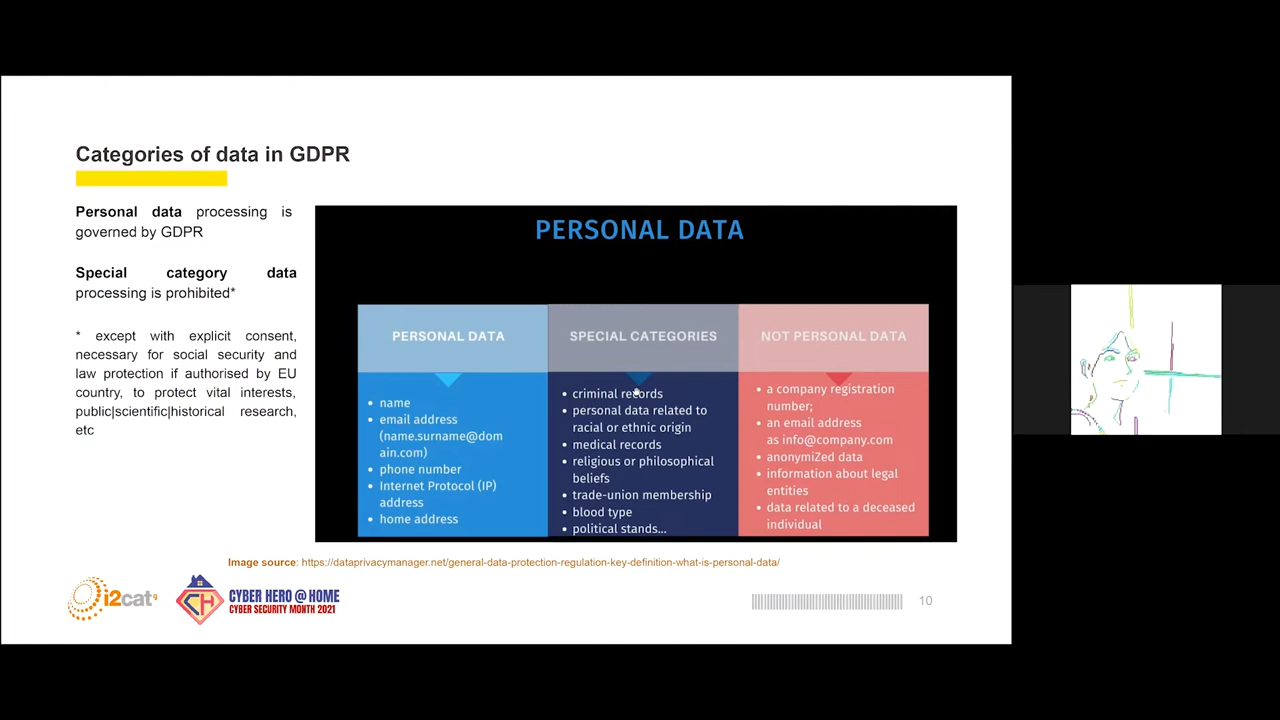 Categories of data in GDPR
Personal data processing is
governed by GDPR
Special category data
processing is prohibited*
* except with explicit consent,
necessary for social security and
law protection if authorised by EU
country, to protect vital interests,
public|scientific|historical research,
etc
PERSONAL DATA
PERSONAL DATA
• name
• email address
(name.surname@dom
ain.com)
• phone number
• Internet Protocol (IP)
address
• home address
SPECIAL CATEGORIES
• criminal records
• personal data related to
racial or ethnic origin
• medical records
• religious or philosophical
beliefs
• trade-union membership
• blood type
• political stands...
NOT PERSONAL DATA
• a company registration
number;
• an email address
as info@company.com
• anonymiZed data
• information about legal
entities
• data related to a deceased
individual
Image source: https://dataprivacymanager.net/general-data-protection-regulation-key-definition-what-is-personal-data/
i2cat
CH
CYBER HERO @ HOME
CYBER SECURITY MONTH 2021
10